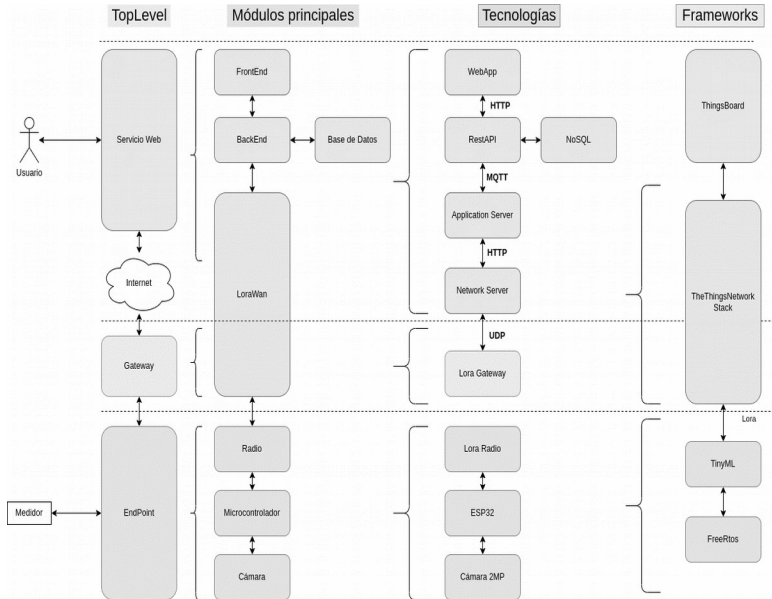 TopLevel
Módulos principales
Tecnologías
Frameworks
Usuario
Servicio Web
Internet
Gateway
Medidor
EndPoint
FrontEnd
BackEnd
Base de Datos
LoraWan
Radio
Microcontrolador
Cámara
WebApp
HTTP
RestAPI
NoSQL
MQTT
Application Server
HTTP
Network Server
UDP
Lora Gateway
Lora Radio
ESP32
Cámara 2MP
ThingsBoard
TheThingsNetwork
Stack
Lora
TinyML
FreeRtos